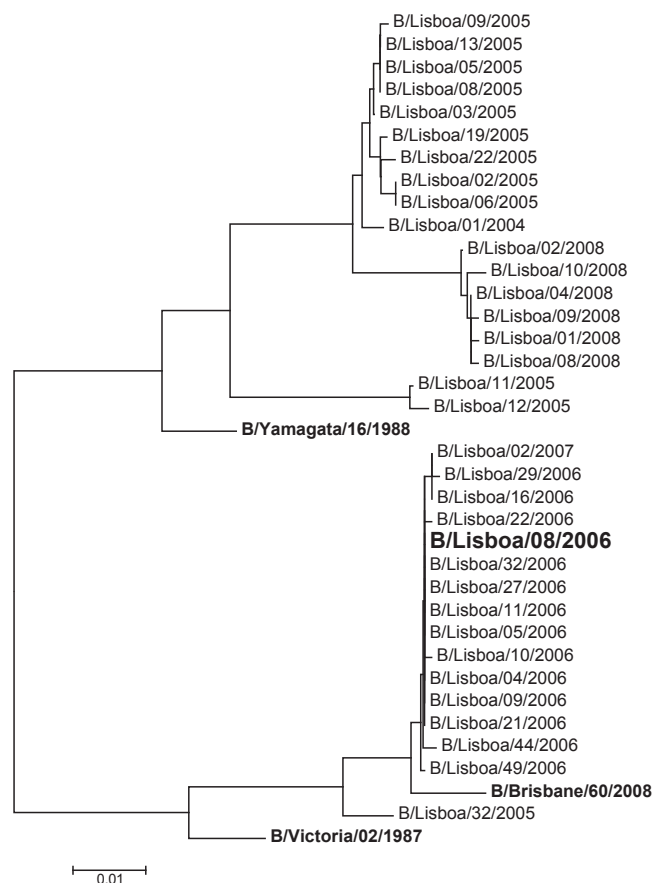 B/Lisboa/09/2005
B/Lisboa/13/2005
B/Lisboa/05/2005
B/Lisboa/08/2005
B/Lisboa/03/2005
B/Lisboa/19/2005
B/Lisboa/22/2005
B/Lisboa/02/2005
B/Lisboa/06/2005
B/Lisboa/01/2004
B/Lisboa/02/2008
B/Lisboa/10/2008
B/Lisboa/04/2008
B/Lisboa/09/2008
B/Lisboa/01/2008
B/Lisboa/08/2008
B/Lisboa/11/2005
B/Lisboa/12/2005
B/Yamagata/16/1988
B/Lisboa/02/2007
B/Lisboa/29/2006
B/Lisboa/16/2006
B/Lisboa/22/2006
B/Lisboa/08/2006
B/Lisboa/32/2006
B/Lisboa/27/2006
B/Lisboa/11/2006
B/Lisboa/05/2006
B/Lisboa/10/2006
B/Lisboa/04/2006
B/Lisboa/09/2006
B/Lisboa/21/2006
B/Lisboa/44/2006
B/Lisboa/49/2006
B/Brisbane/60/2008
B/Lisboa/32/2005
B/Victoria/02/1987
0.01